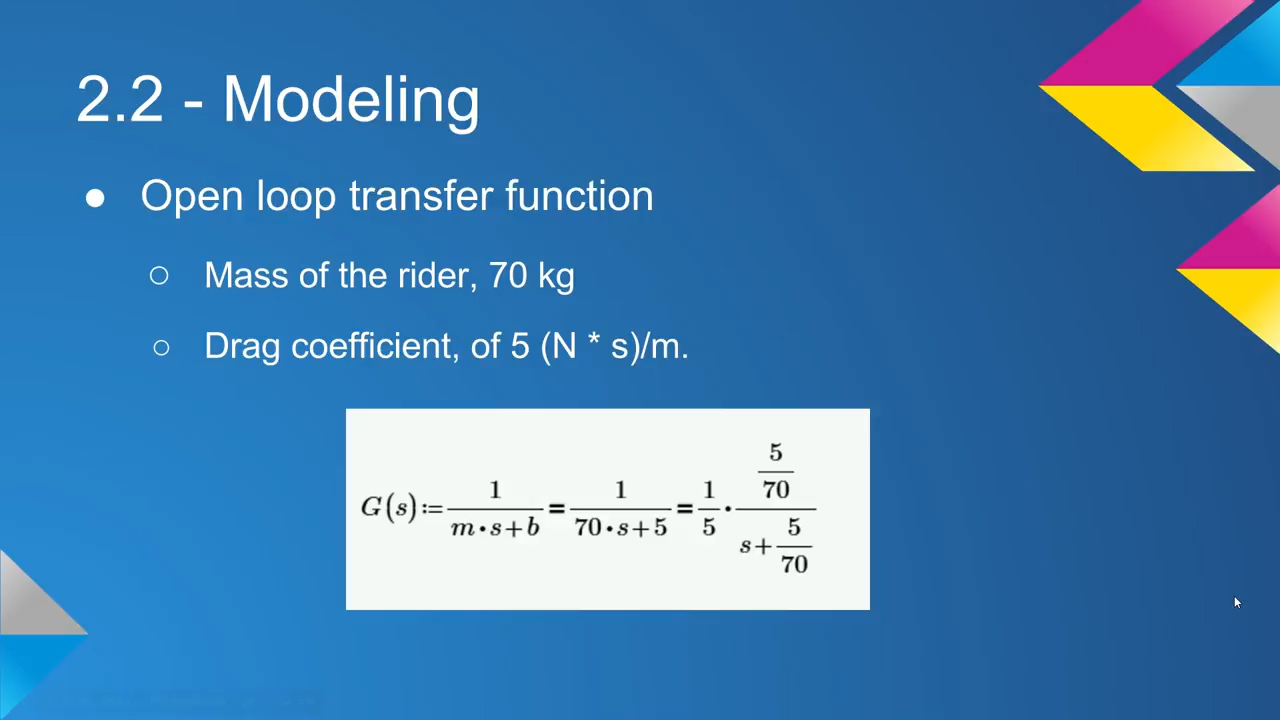 2.2 - Modeling
● Open loop transfer function
○ Mass of the rider, 70 kg
○ Drag coefficient, of 5 (N * s)/m.
G(s) := 1/(m·s+b) = 1/(70·s+5) = 1/5 · (5/70)/(s+5/70)